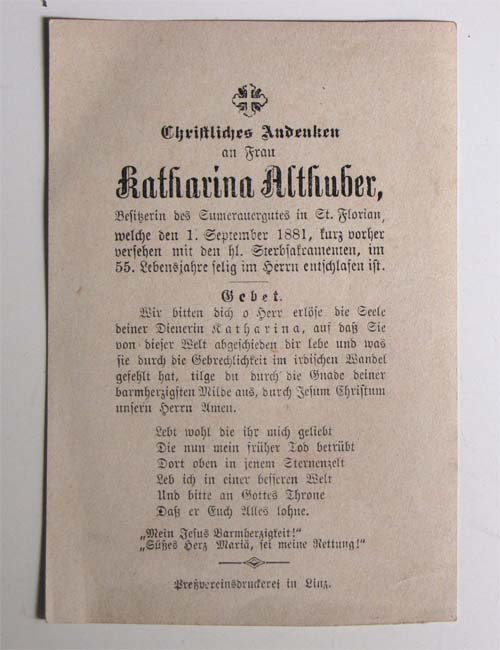 Christliches Andenken
an Frau
Katharina Althuber,
Besitzerin des Sumerauergutes in St. Florian,
welche den 1. September 1881, kurz vorher
versehen mit den hl. Sterbsakramenten, im
55. Lebensjahre selig im Herrn entschlafen ist.
Gebet.
Wir bitten dich o Herr erlöse die Seele
deiner Dienerin Katharina, auf daß Sie
von dieser Welt abgeschieden dir lebe und was
sie durch die Gebrechlichkeit im irdischen Wandel
gefehlt hat, tilge du durch die Gnade deiner
barmherzigsten Milde aus, durch Jesum Christum
unsern Herrn Amen.
Lebt wohl die ihr mich geliebt
Die nun mein früher Tod betrübt
Dort oben in jenem Sternenzelt
Leb ich in einer besseren Welt
Und bitte an Gottes Throne
Daß er Euch Alles lohne.
„Mein Jesus Barmherzigkeit!"
„Süßes Herz Mariä, sei meine Rettung!"
Preßvereinsdruckerei in Linz.